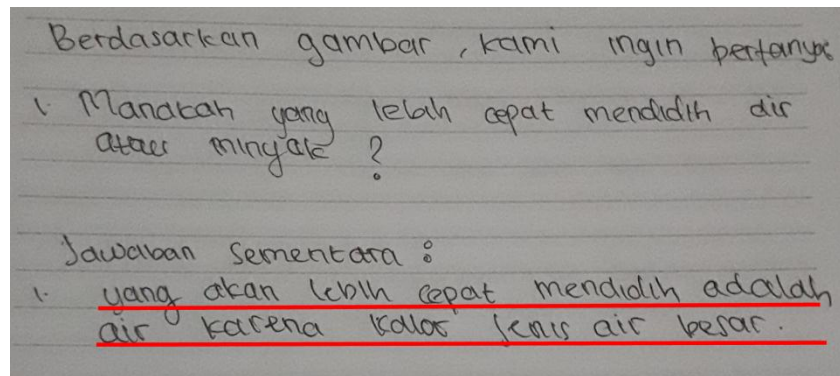 Berdasarkan gambar, kami ingin bertanya
1. Manakah yang lebih cepat mendidih air
atau minyak ?
Jawaban Sementara :
1. yang akan lebih cepat mendidih adalah
air karena kalor jenis air besar.